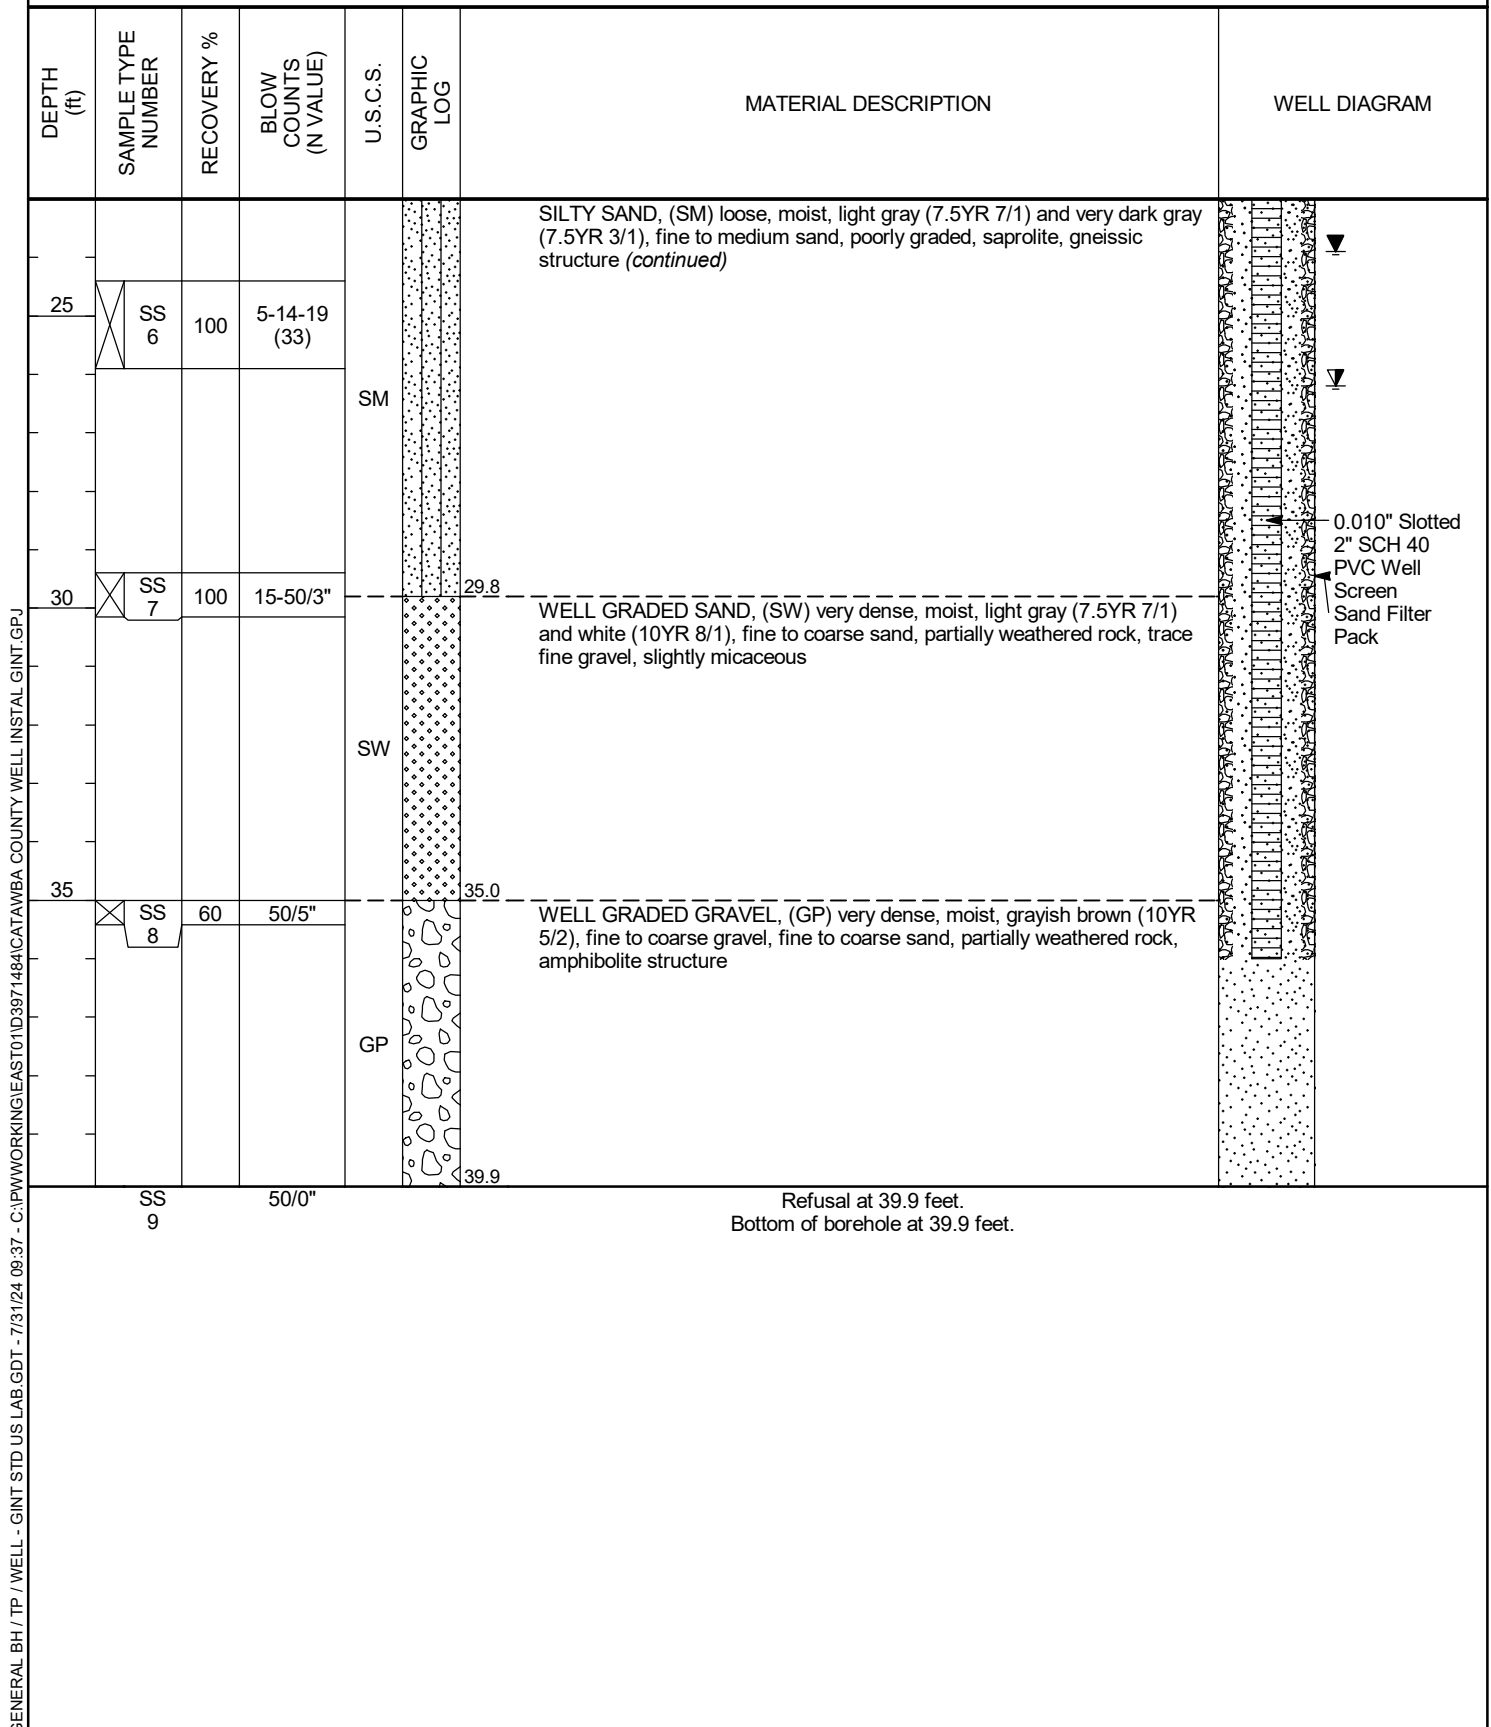 DEPTH
(ft)
SAMPLE TYPE
NUMBER
RECOVERY %
BLOW
COUNTS
(N VALUE)
U.S.C.S.
GRAPHIC
LOG
MATERIAL DESCRIPTION
WELL DIAGRAM
SILTY SAND, (SM) loose, moist, light gray (7.5YR 7/1) and very dark gray
(7.5YR 3/1), fine to medium sand, poorly graded, saprolite, gneissic
structure (continued)
25
SS
6
100
5-14-19
(33)
SM
0.010" Slotted
2" SCH 40
PVC Well
Screen
Sand Filter
Pack
30
SS
7
100
15-50/3"
29.8
WELL GRADED SAND, (SW) very dense, moist, light gray (7.5YR 7/1)
and white (10YR 8/1), fine to coarse sand, partially weathered rock, trace
fine gravel, slightly micaceous
SW
35
35.0
SS
8
60
50/5"
WELL GRADED GRAVEL, (GP) very dense, moist, grayish brown (10YR
5/2), fine to coarse gravel, fine to coarse sand, partially weathered rock,
amphibolite structure
GP
39.9
SS
9
50/0"
Refusal at 39.9 feet.
Bottom of borehole at 39.9 feet.
GENERAL BH / TP / WELL - GINT STD US LAB.GDT - 7/31/24 09:37 - C:\PWWORKING\EAST01\D3971484\CATAWBA COUNTY WELL INSTAL GINT.GPJ